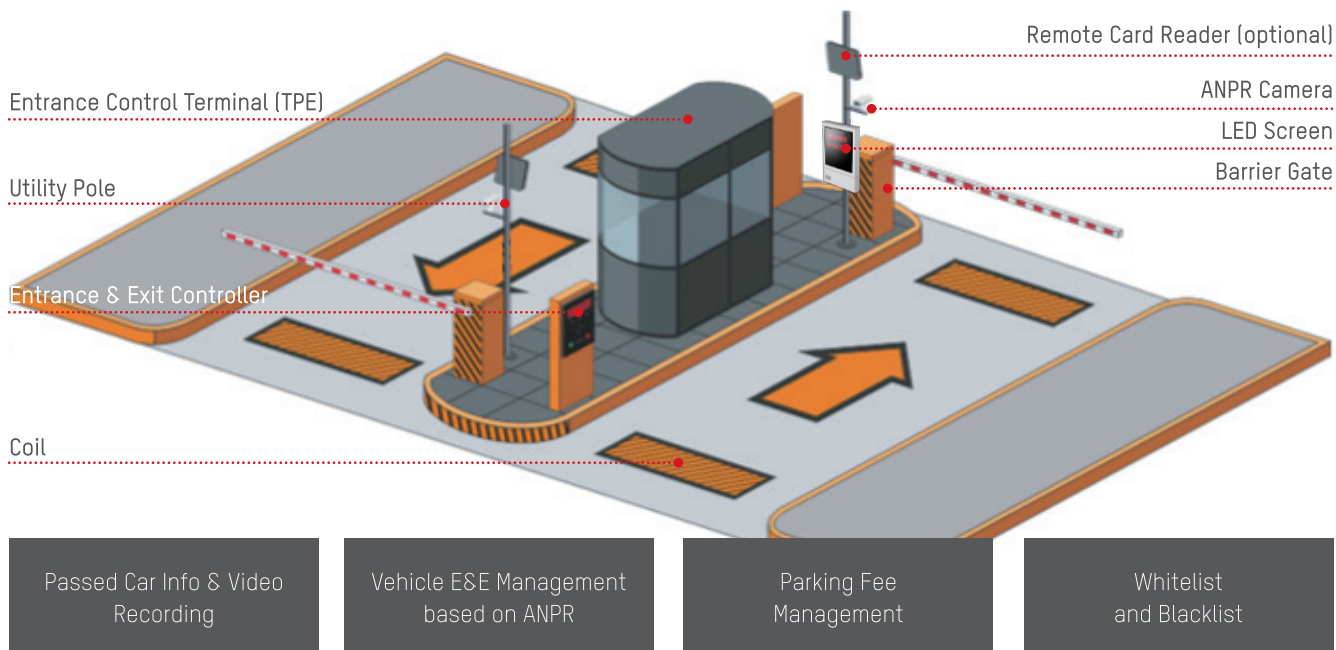 Remote Card Reader (optional)
Entrance Control Terminal (TPE)
ANPR Camera
LED Screen
Barrier Gate
Utility Pole
Entrance & Exit Controller
Coil
Passed Car Info & Video
Recording
Vehicle E&E Management
based on ANPR
Parking Fee
Management
Whitelist
and Blacklist